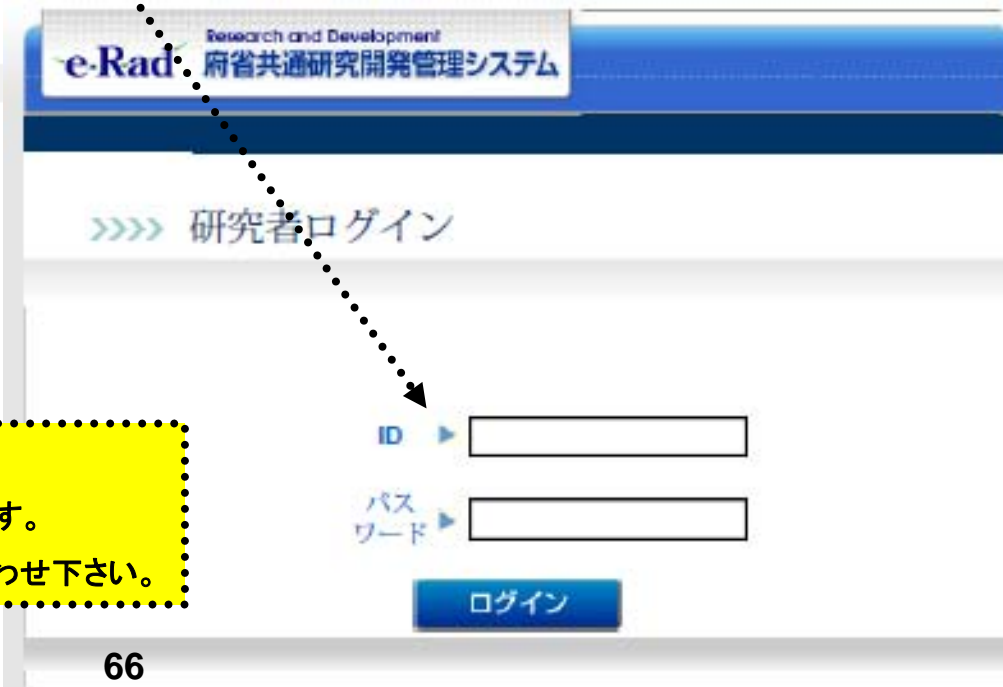 Research and Development
e-Rad 府省共通研究開発管理システム
>>>> 研究者ログイン
ID
パス
ワード
す。
わせ下さい。
ログイン
66